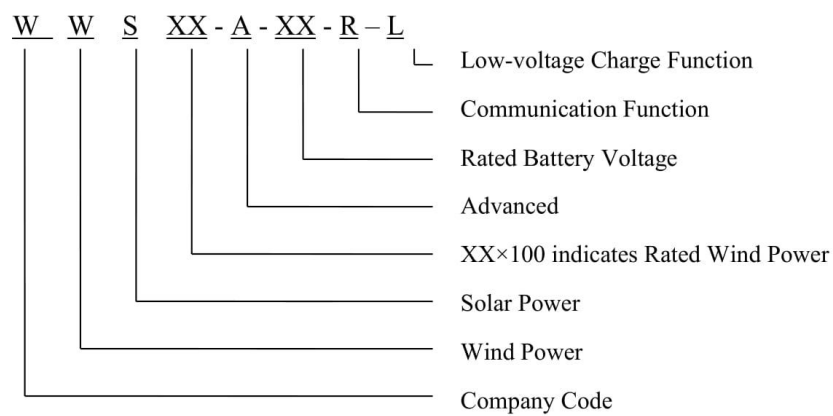 W W S XX - A - XX - R – L
Low-voltage Charge Function
Communication Function
Rated Battery Voltage
Advanced
XX×100 indicates Rated Wind Power
Solar Power
Wind Power
Company Code